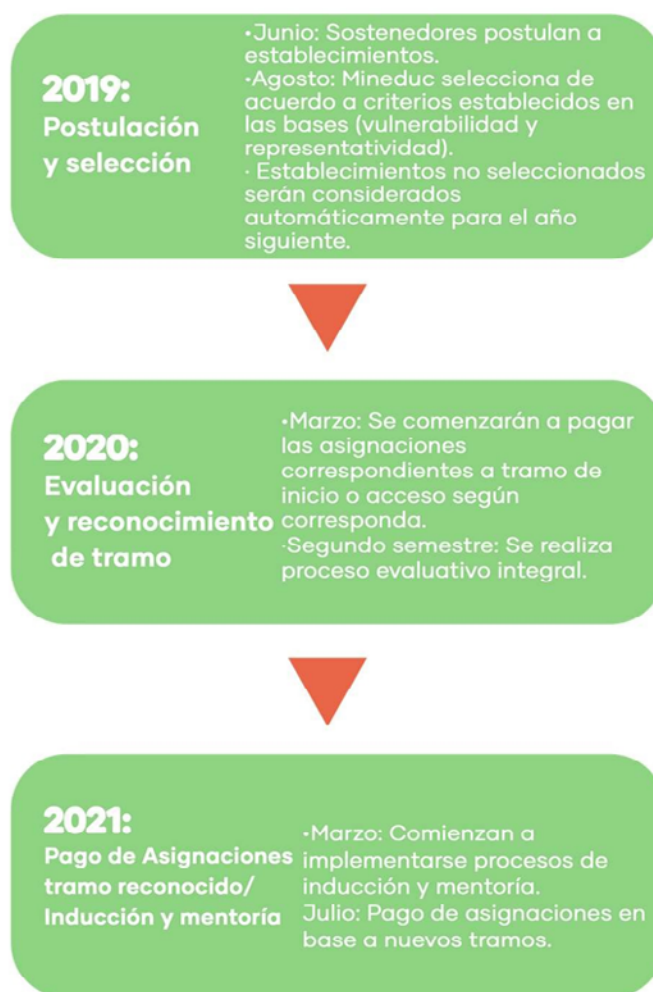 2019:
Postulación
y selección
•Junio: Sostenedores postulan a
establecimientos.
•Agosto: Mineduc selecciona de
acuerdo a criterios establecidos en
las bases (vulnerabilidad y
representatividad).
· Establecimientos no seleccionados
serán considerados
automáticamente para el año
siguiente.
2020:
Evaluación
y reconocimiento
de tramo
•Marzo: Se comenzarán a pagar
las asignaciones
correspondientes a tramo de
inicio o acceso según
corresponda.
·Segundo semestre: Se realiza
proceso evaluativo integral.
2021:
Pago de Asignaciones
tramo reconocido/
Inducción y mentoría
•Marzo: Comienzan a
implementarse procesos de
inducción y mentoría.
Julio: Pago de asignaciones en
base a nuevos tramos.